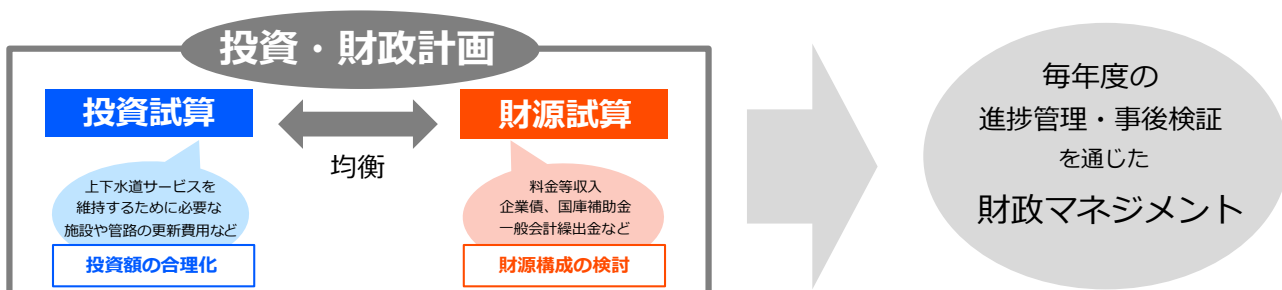 投資・財政計画
投資試算
財源試算
均衡
上下水道サービスを
維持するために必要な
施設や管路の更新費用など
投資額の合理化
料金等収入
企業債、国庫補助金
一般会計繰出金など
財源構成の検討
毎年度の
進捗管理・事後検証
を通じた
財政マネジメント